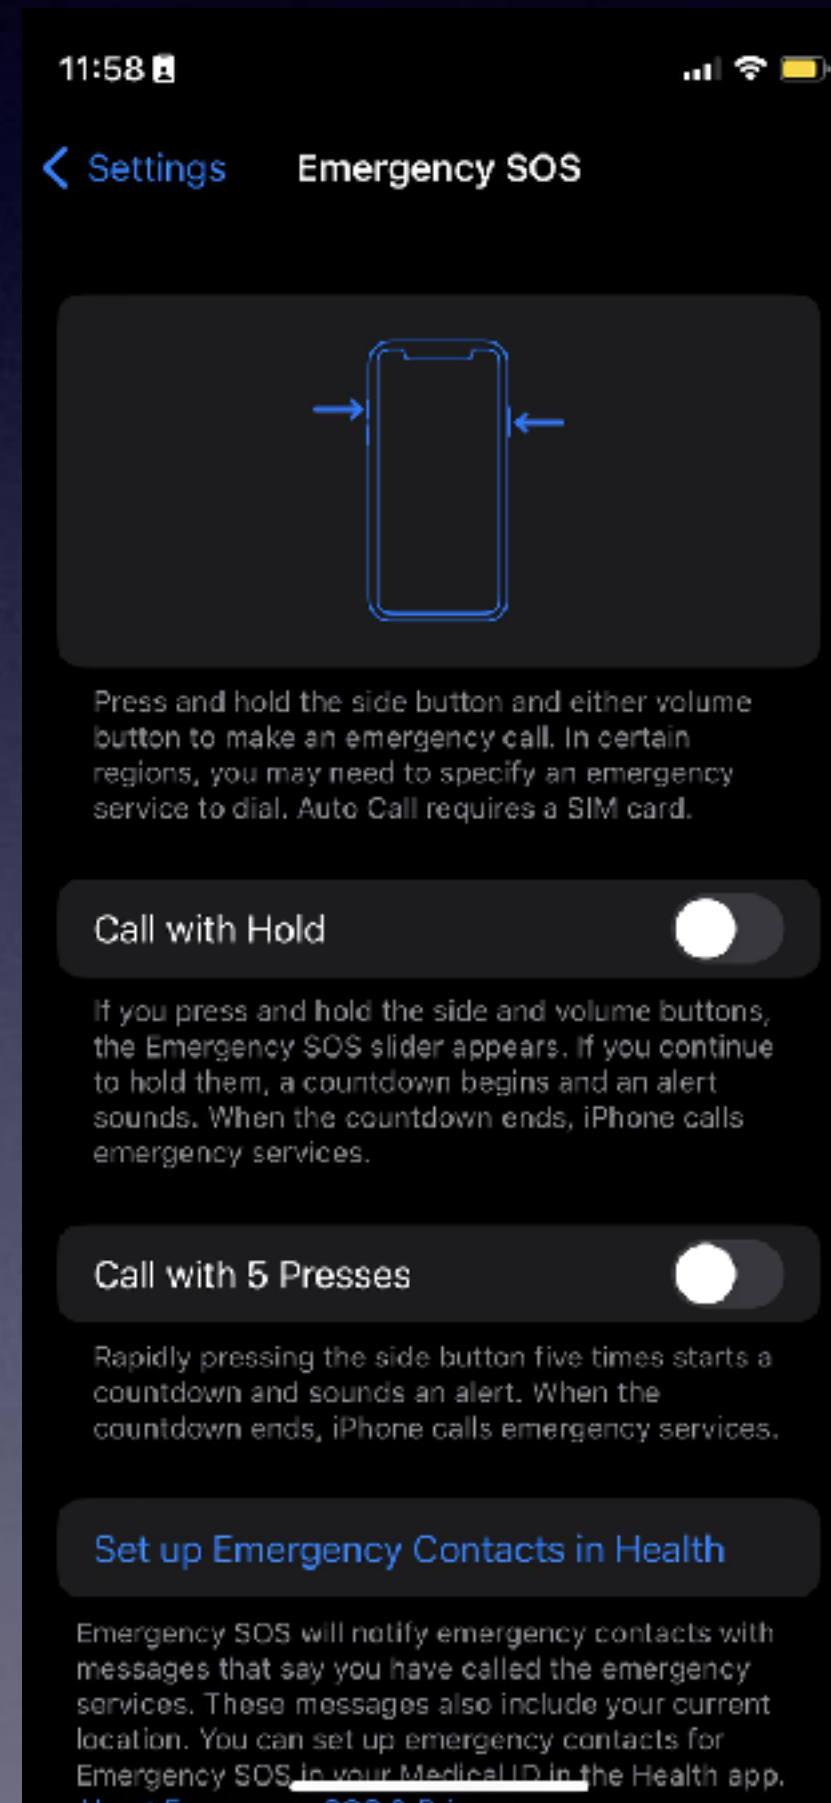 11:58
Settings
Emergency SOS
Press and hold the side button and either volume
button to make an emergency call. In certain
regions, you may need to specify an emergency
service to dial. Auto Call requires a SIM card.
Call with Hold
If you press and hold the side and volume buttons,
the Emergency SOS slider appears. If you continue
to hold them, a countdown begins and an alert
sounds. When the countdown ends, iPhone calls
emergency services.
Call with 5 Presses
Rapidly pressing the side button five times starts a
countdown and sounds an alert. When the
countdown ends, iPhone calls emergency services.
Set up Emergency Contacts in Health
Emergency SOS will notify emergency contacts with
messages that say you have called the emergency
services. These messages also include your current
location. You can set up emergency contacts for
Emergency SOS in your Medical ID in the Health app.